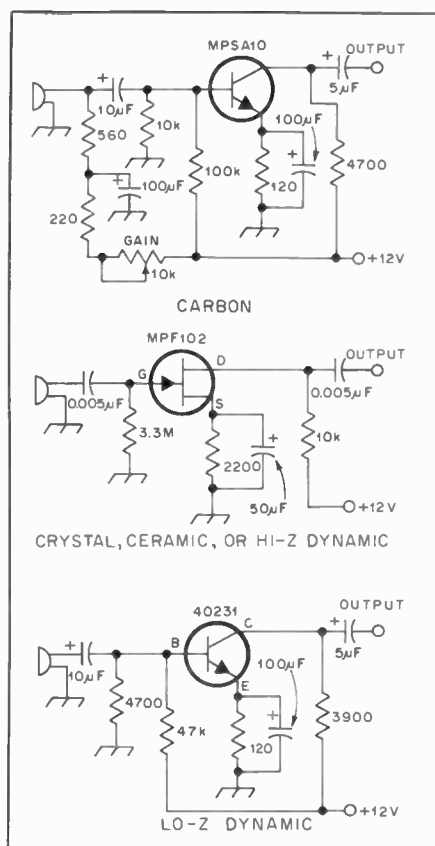 MPSA10
OUTPUT
+
10µF
+
5µF
560
10k
100µF
+
100µF
+
100k
120
4700
220
GAIN
10k
+12V
CARBON
MPF102
OUTPUT
G
D
S
0.005µF
0.005µF
3.3M
+
2200
10k
50µF
+12V
CRYSTAL, CERAMIC, OR HI-Z DYNAMIC
40231
OUTPUT
B
C
E
+
10µF
+
5µF
100µF
+
4700
47k
120
3900
+12V
LO-Z DYNAMIC